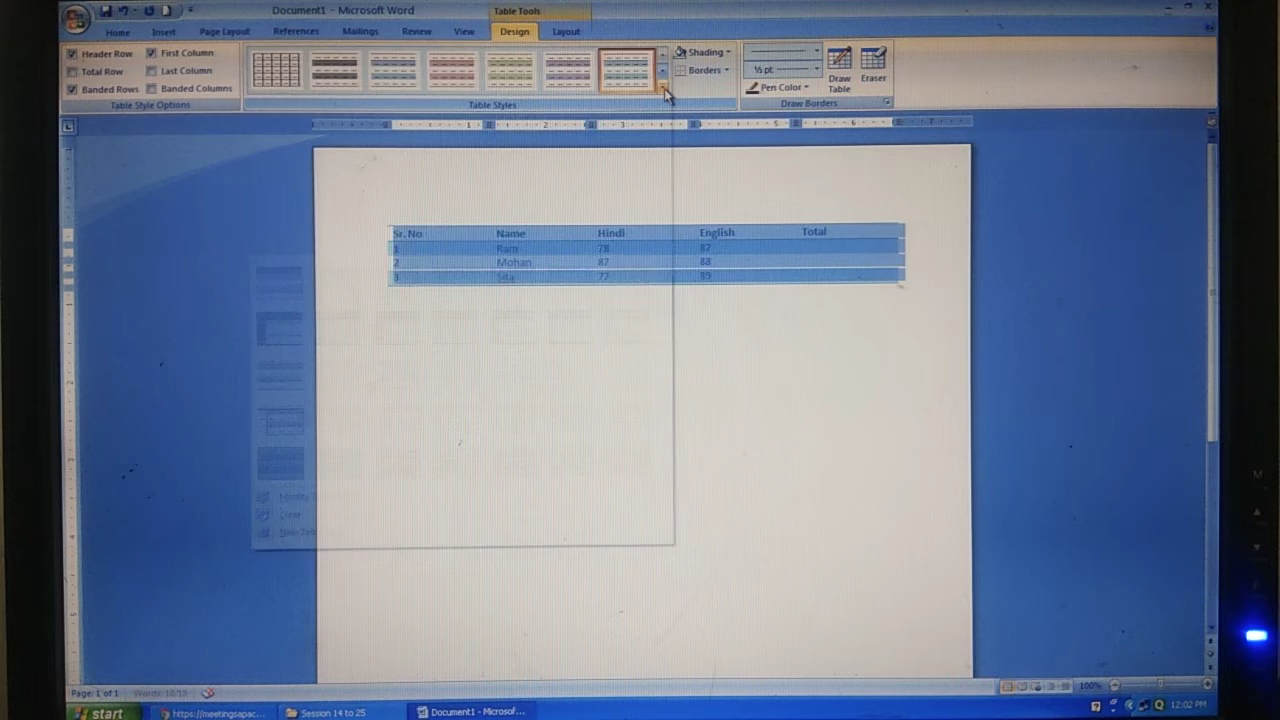 Document1 - Microsoft Word
Table Tools
Home Insert Page Layout References Mailings Review View Design Layout
Header Row First Column
Total Row Last Column
Banded Rows Banded Columns
Table Style Options
Table Styles
Shading
Borders
½ pt
Pen Color
Draw Table
Eraser
Draw Borders
Sr. No Name Hindi English Total
1 Ram 78 87
2 Mohan 87 88
3 Sita 77 89
Clear
Page: 1 of 1
100%
start
https://meetingsapac...
Session 14 to 25
Document1 - Microsof...
12:02 PM